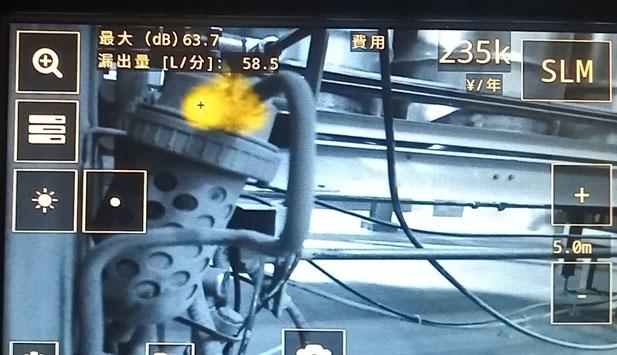 最大 (dB)63.7
漏出量 [L/分]: 58.5
費用
235k
¥/年
SLM
+
5.0m
-